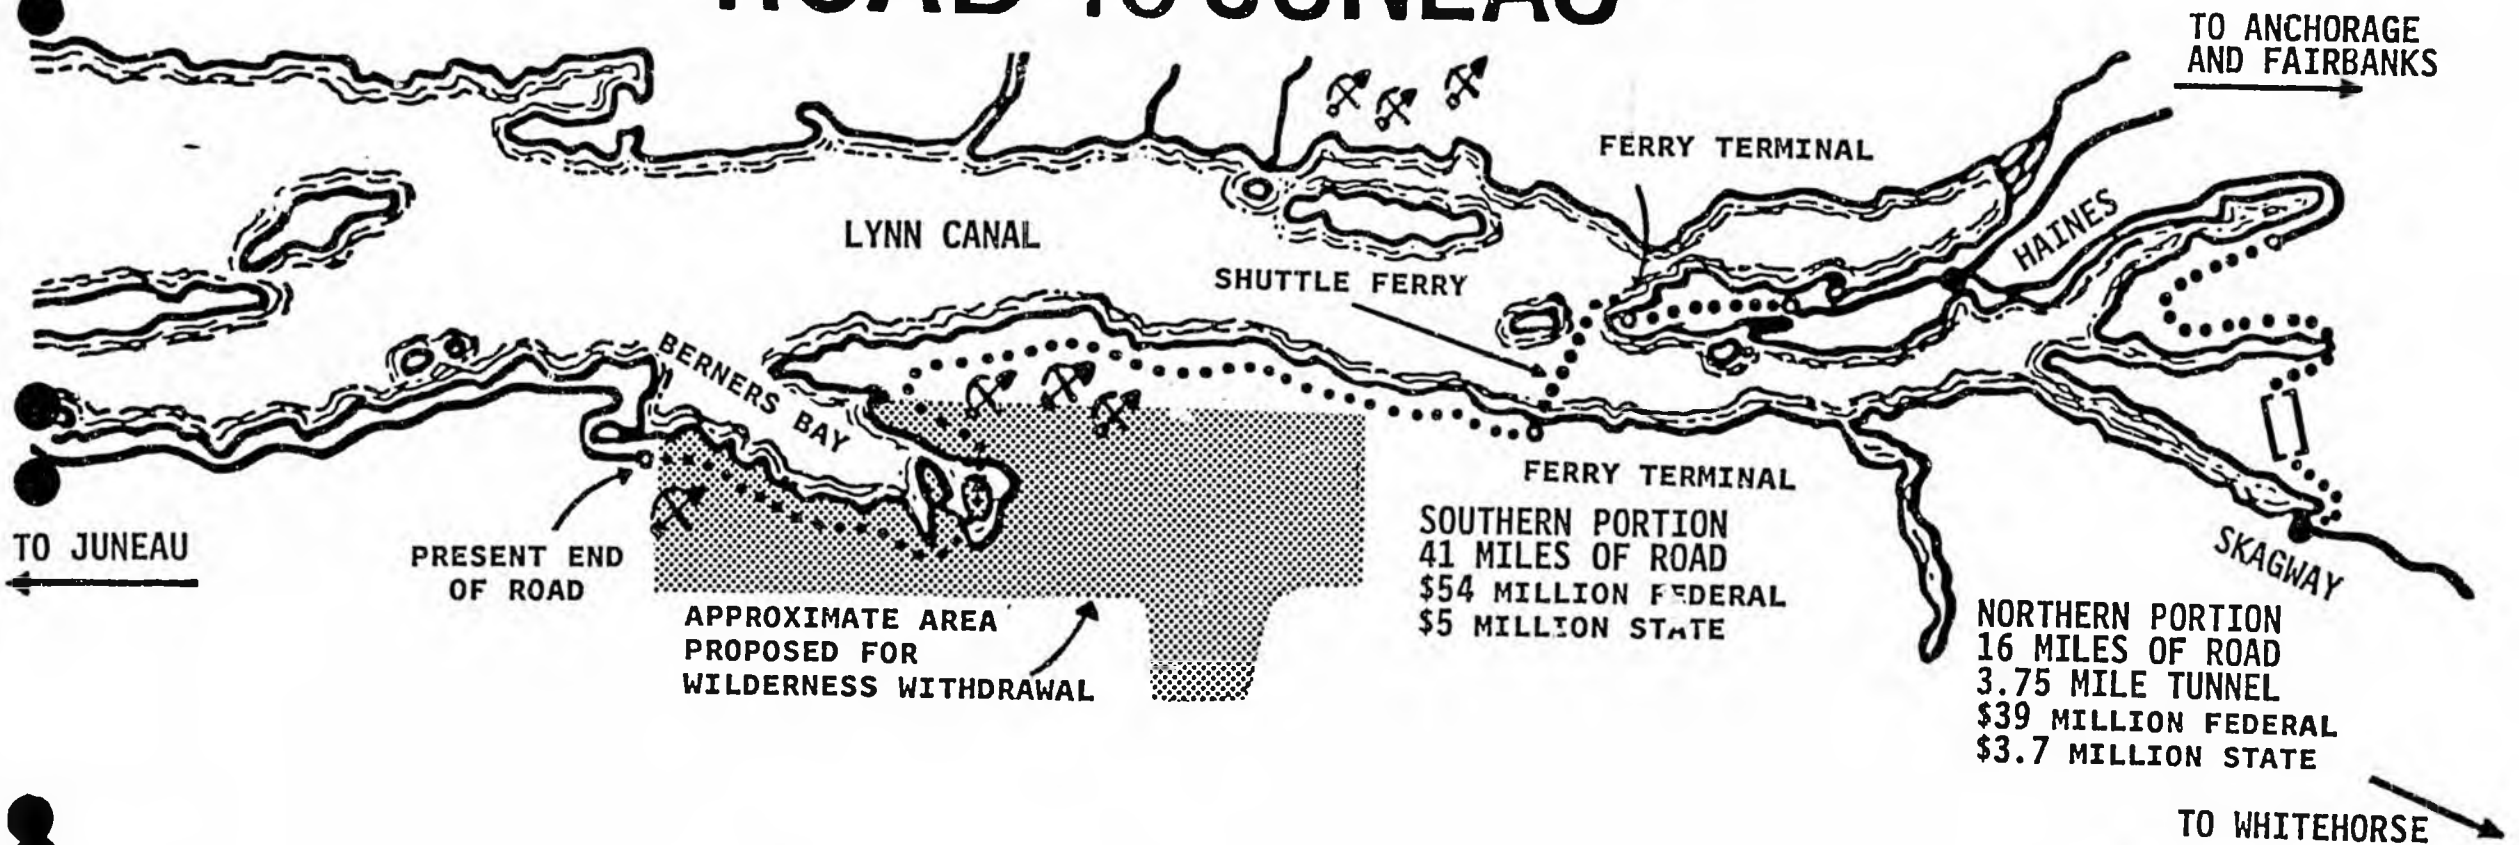 ROAD TO JUNEAU
TO ANCHORAGE
AND FAIRBANKS
FERRY TERMINAL
HAINES
LYNN CANAL
SHUTTLE FERRY
BERNERS BAY
FERRY TERMINAL
SOUTHERN PORTION
41 MILES OF ROAD
$54 MILLION FEDERAL
$5 MILLION STATE
TO JUNEAU
PRESENT END
OF ROAD
APPROXIMATE AREA
PROPOSED FOR
WILDERNESS WITHDRAWAL
SKAGWAY
NORTHERN PORTION
16 MILES OF ROAD
3.75 MILE TUNNEL
$39 MILLION FEDERAL
$3.7 MILLION STATE
TO WHITEHORSE